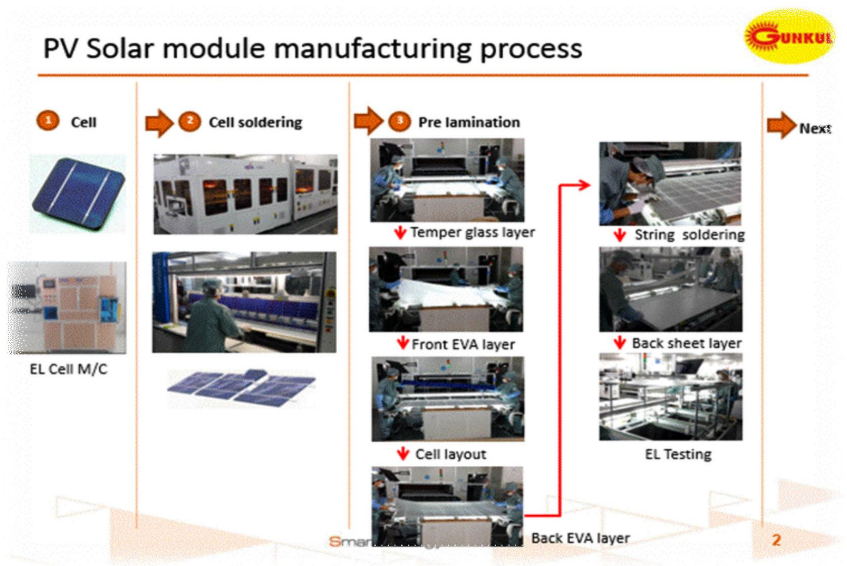 PV Solar module manufacturing process
GUNKUL
1 Cell
2 Cell soldering
3 Pre lamination
Next
Temper glass layer
Front EVA layer
Cell layout
Back EVA layer
String soldering
Back sheet layer
EL Testing
EL Cell M/C
2